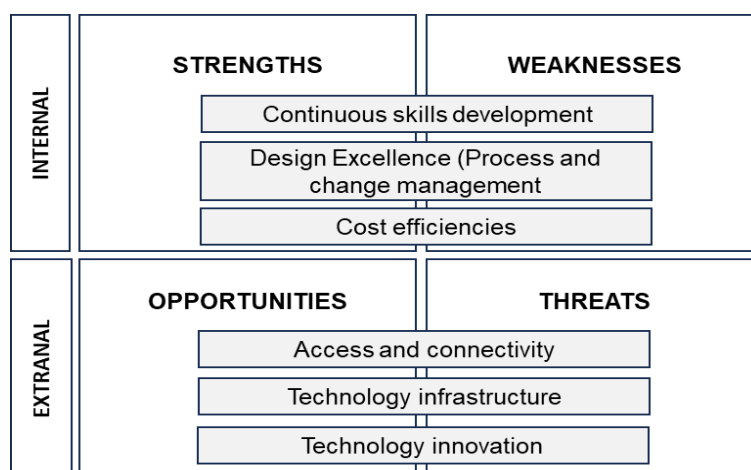 INTERNAL
STRENGTHS
WEAKNESSES
Continuous skills development
Design Excellence (Process and
change management
Cost efficiencies
EXTRANAL
OPPORTUNITIES
THREATS
Access and connectivity
Technology infrastructure
Technology innovation